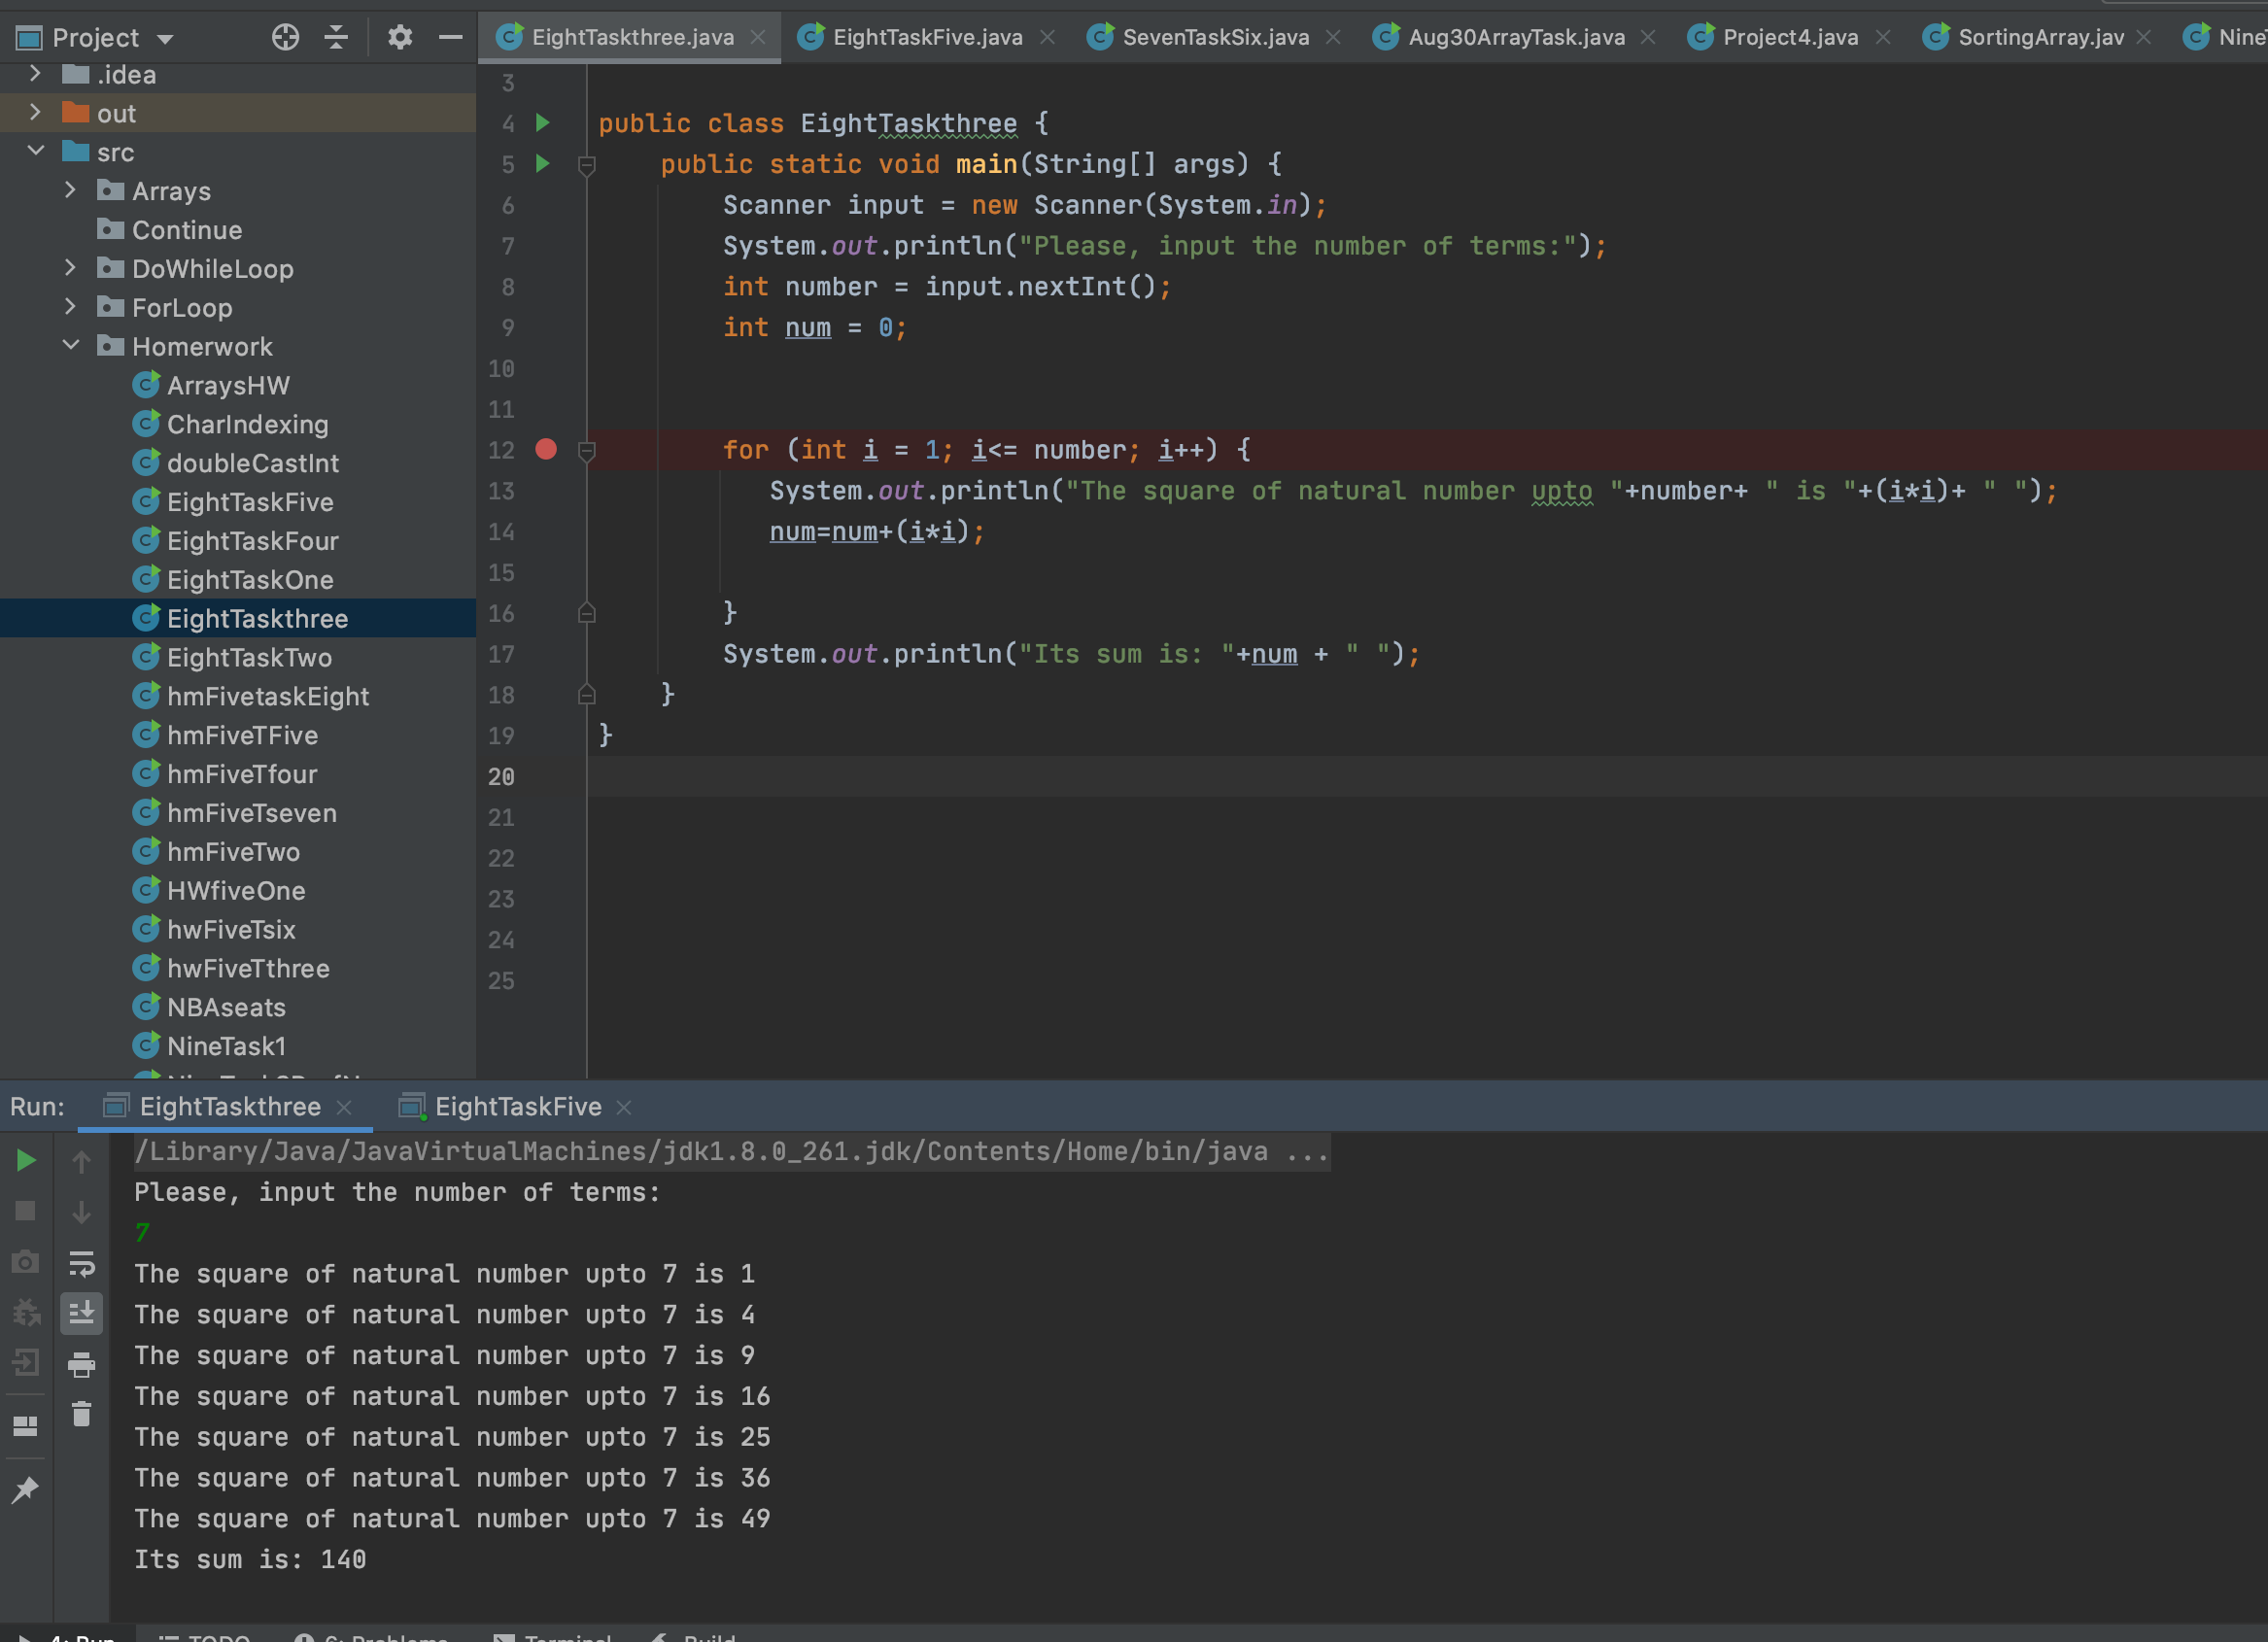 Project
EightTaskthree.java
EightTaskFive.java
SevenTaskSix.java
Aug30ArrayTask.java
Project4.java
SortingArray.jav
.idea
out
src
Arrays
Continue
DoWhileLoop
ForLoop
Homerwork
ArraysHW
CharIndexing
doubleCastInt
EightTaskFive
EightTaskFour
EightTaskOne
EightTaskthree
EightTaskTwo
hmFivetaskEight
hmFiveTFive
hmFiveTfour
hmFiveTseven
hmFiveTwo
HWfiveOne
hwFiveTsix
hwFiveTthree
NBAseats
NineTask1
3
4 public class EightTaskthree {
5 public static void main(String[] args) {
6 Scanner input = new Scanner(System.in);
7 System.out.println("Please, input the number of terms:");
8 int number = input.nextInt();
9 int num = 0;
10
11
12 for (int i = 1; i<= number; i++) {
13 System.out.println("The square of natural number upto "+number+ " is "+(i*i)+ " ");
14 num=num+(i*i);
15
16 }
17 System.out.println("Its sum is: "+num + " ");
18 }
19 }
20
21
22
23
24
25
Run: EightTaskthree EightTaskFive
/Library/Java/JavaVirtualMachines/jdk1.8.0_261.jdk/Contents/Home/bin/java ...
Please, input the number of terms:
7
The square of natural number upto 7 is 1
The square of natural number upto 7 is 4
The square of natural number upto 7 is 9
The square of natural number upto 7 is 16
The square of natural number upto 7 is 25
The square of natural number upto 7 is 36
The square of natural number upto 7 is 49
Its sum is: 140
4: Run TODO 6: Problems Terminal Build